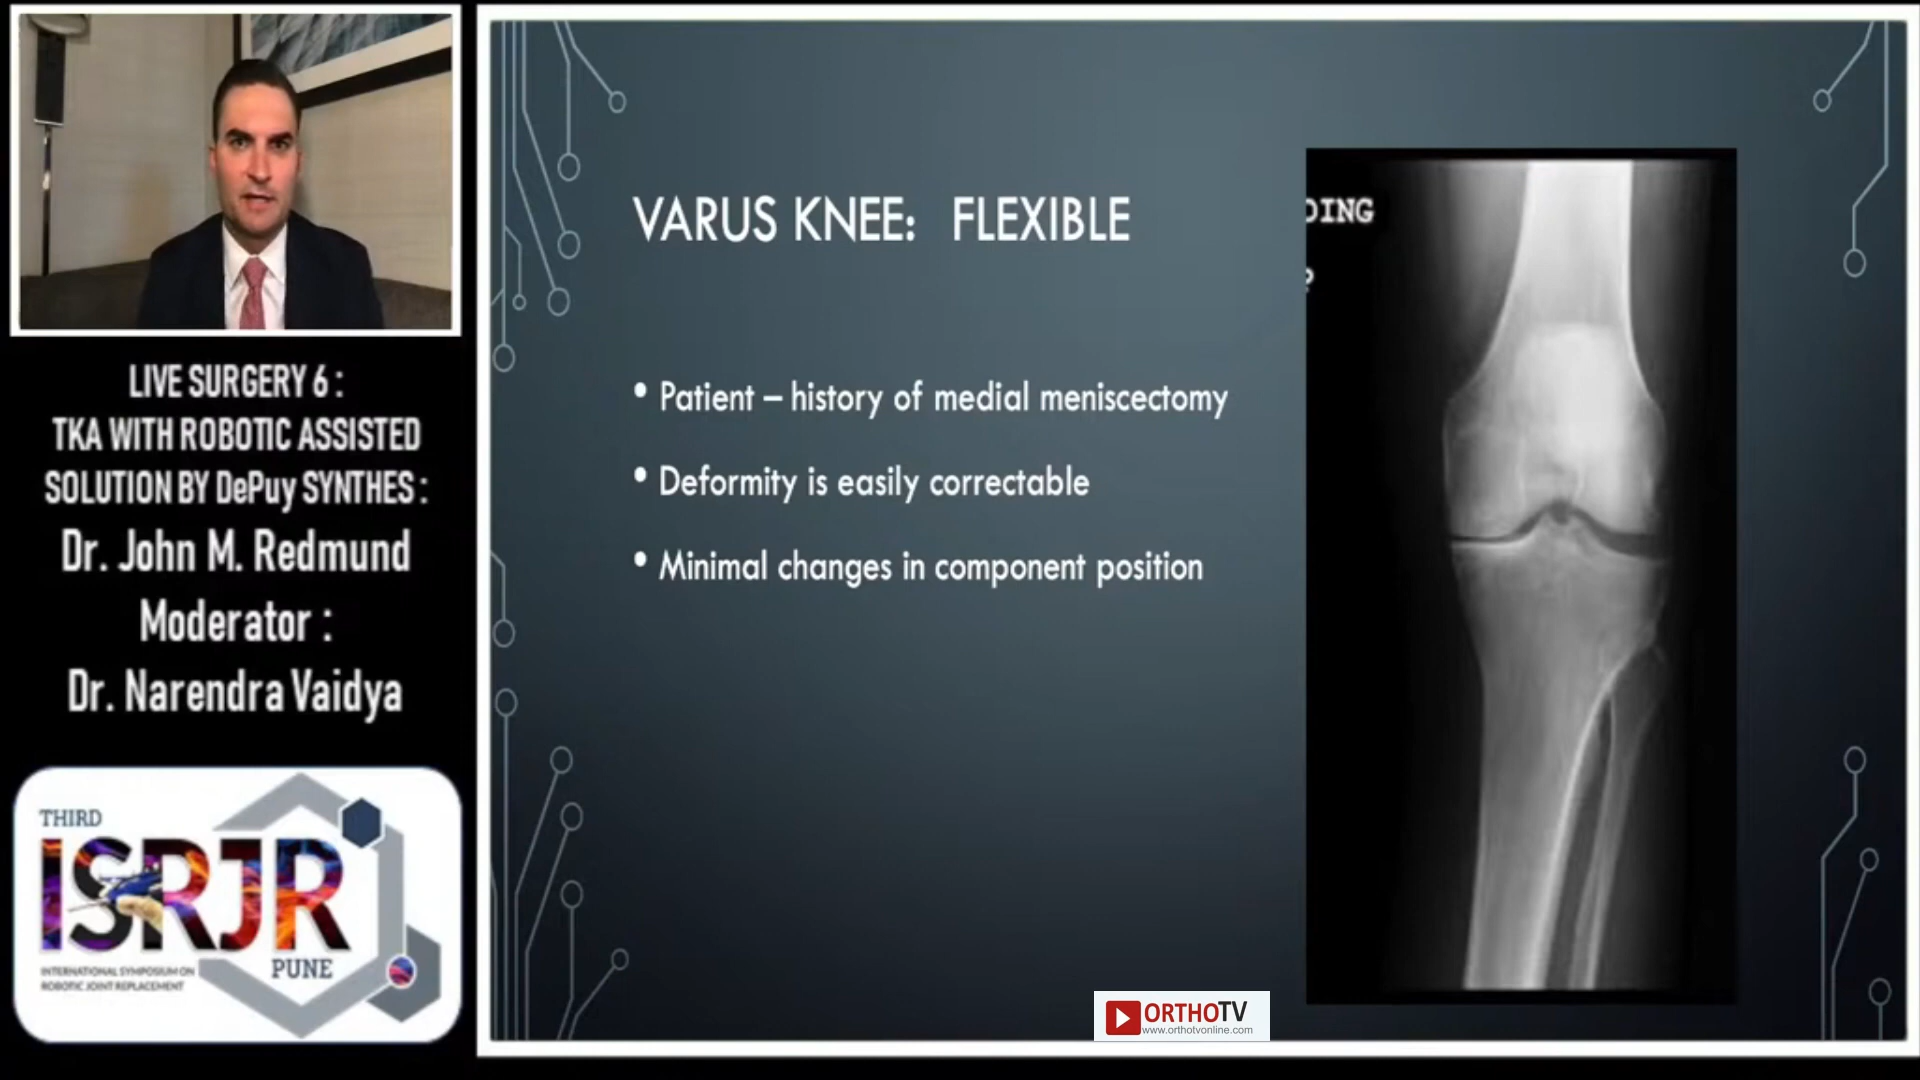 LIVE SURGERY 6 :
TKA WITH ROBOTIC ASSISTED
SOLUTION BY DePuy SYNTHES :
Dr. John M. Redmund
Moderator :
Dr. Narendra Vaidya
THIRD
ISRJR
PUNE
INTERNATIONAL SYMPOSIUM ON
ROBOTIC JOINT REPLACEMENT
VARUS KNEE: FLEXIBLE
• Patient – history of medial meniscectomy
• Deformity is easily correctable
• Minimal changes in component position
DING
ORTHOTV
www.orthotvonline.com